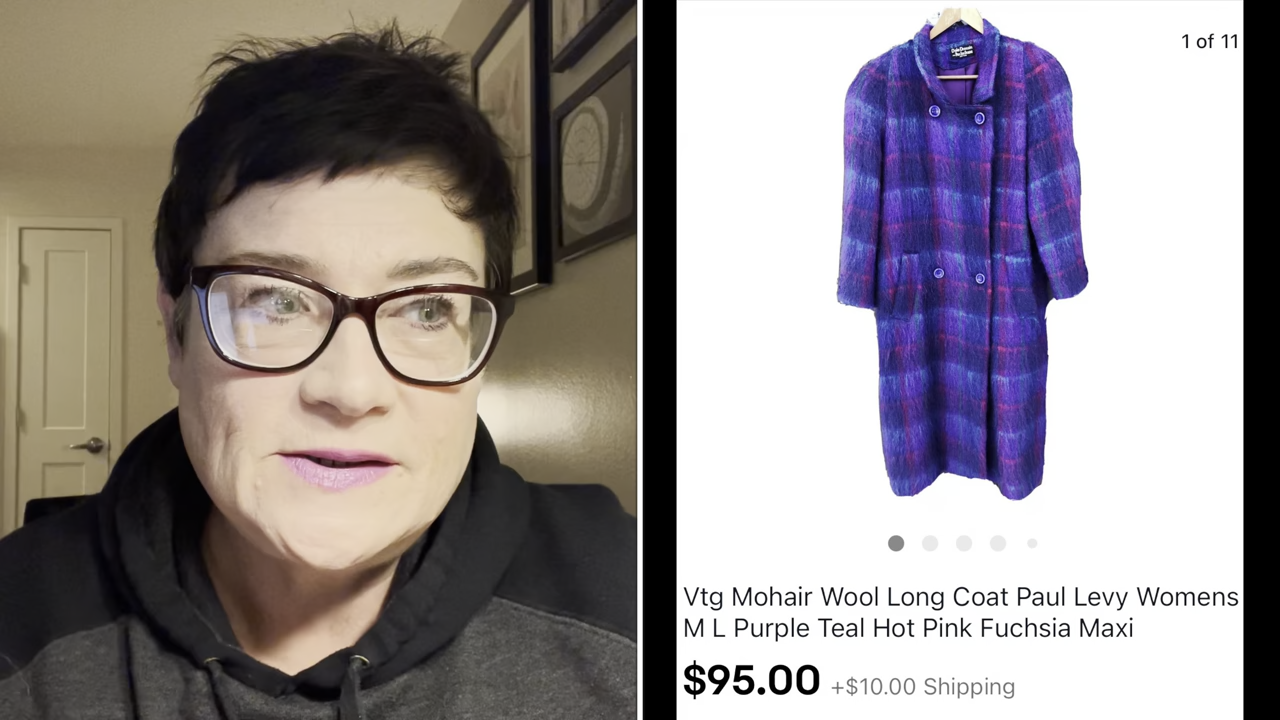 1 of 11
Vtg Mohair Wool Long Coat Paul Levy Womens
M L Purple Teal Hot Pink Fuchsia Maxi
$95.00 +$10.00 Shipping